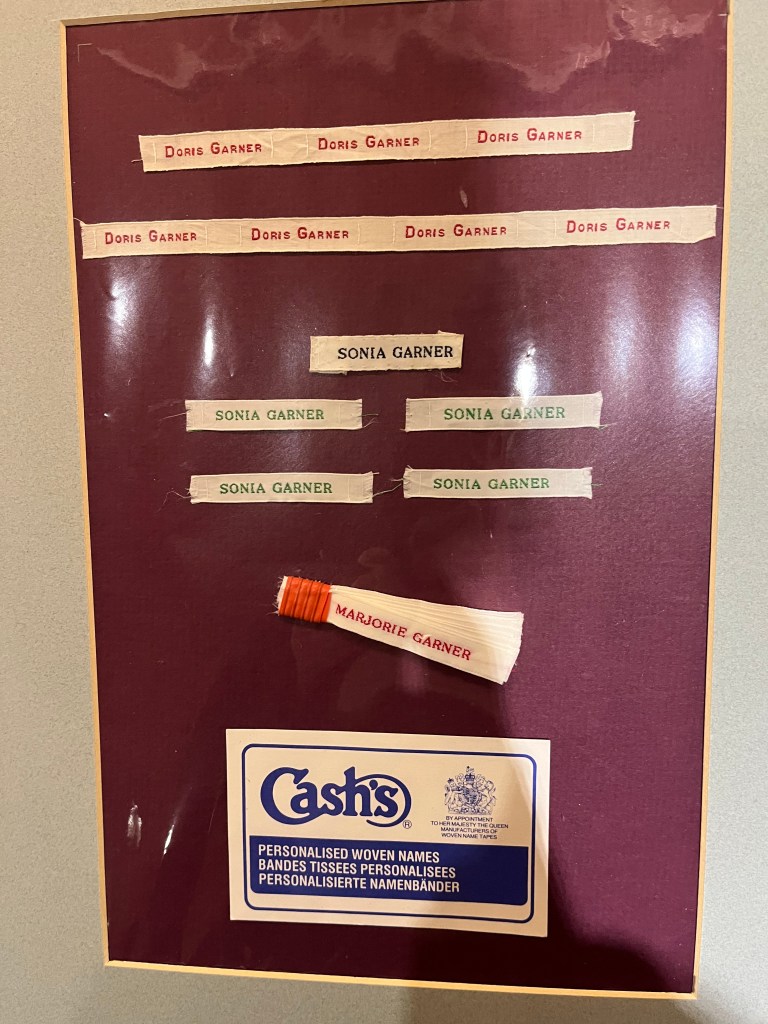 DORIS GARNER DORIS GARNER DORIS GARNER
DORIS GARNER DORIS GARNER DORIS GARNER DORIS GARNER
SONIA GARNER
SONIA GARNER SONIA GARNER
SONIA GARNER SONIA GARNER
MARJORIE GARNER
Cash's ®
BY APPOINTMENT
TO HER MAJESTY THE QUEEN
MANUFACTURERS OF
WOVEN NAME TAPES
PERSONALISED WOVEN NAMES
BANDES TISSEES PERSONALISEES
PERSONALISIERTE NAMENBÄNDER